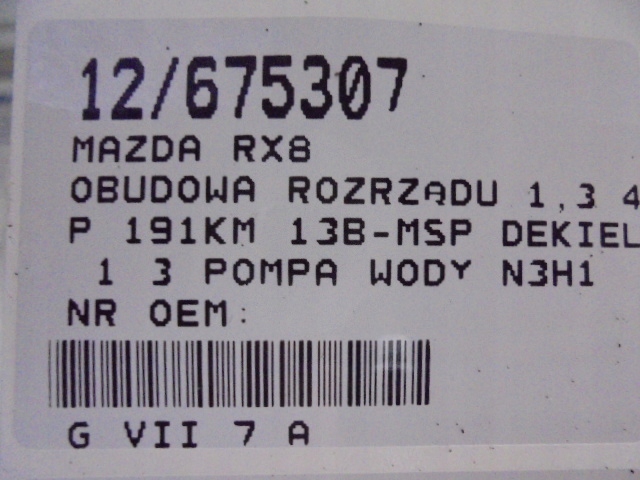 12/675307
MAZDA RX8
OBUDOWA ROZRZĄDU 1,3 4
P 191KM 13B-MSP DEKIEL
1 3 POMPA WODY N3H1
NR OEM:
G VII 7 A